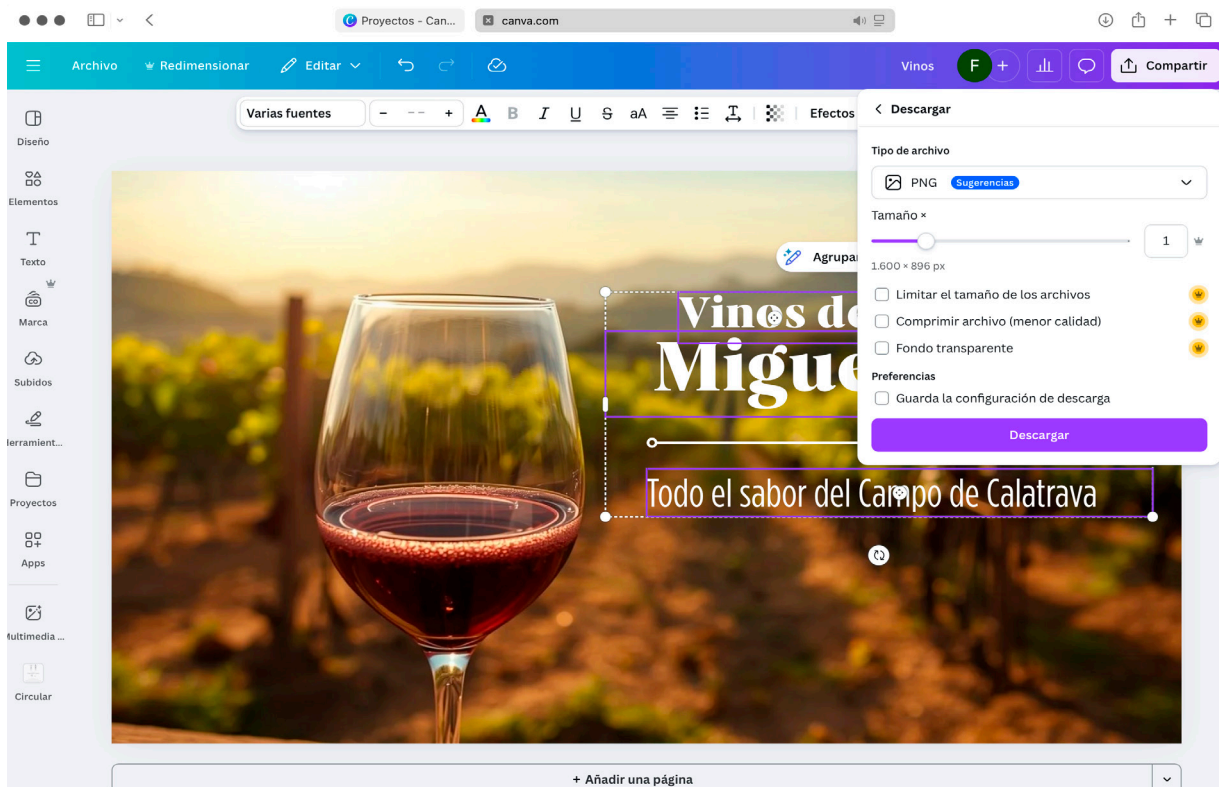 Proyectos - Can...
canva.com
Archivo
Redimensionar
Editar
Vinos
F
+
Compartir
Varias fuentes
- -- +
A
B
I
U
S
aA
Efectos
Diseño
Elementos
Texto
Marca
Subidos
Herramient...
Proyectos
Apps
Multimedia ...
Circular
Descargar
Tipo de archivo
PNG Sugerencias
Tamaño ×
1
1.600 × 896 px
Limitar el tamaño de los archivos
Comprimir archivo (menor calidad)
Fondo transparente
Preferencias
Guarda la configuración de descarga
Descargar
Agrupar
Vinos de
Migue
Todo el sabor del Campo de Calatrava
+ Añadir una página